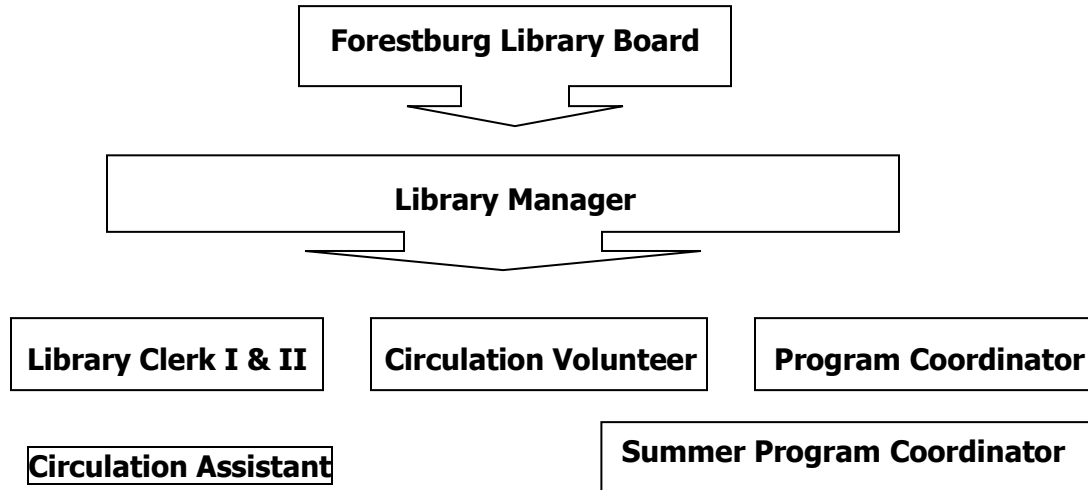 Forestburg Library Board
Library Manager
Library Clerk I & II
Circulation Volunteer
Program Coordinator
Circulation Assistant
Summer Program Coordinator